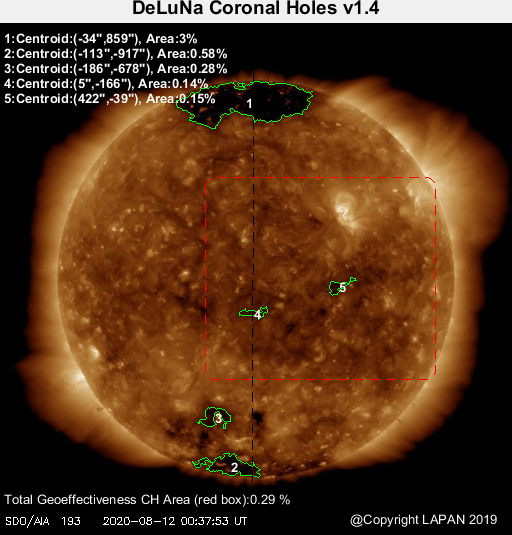 DeLuNa Coronal Holes v1.4
1:Centroid:(-34",859"), Area:3%
2:Centroid:(-113",-917"), Area:0.58%
3:Centroid:(-186",-678"), Area:0.28%
4:Centroid:(5",-166"), Area:0.14%
5:Centroid:(422",-39"), Area:0.15%
1
5
4
3
2
Total Geoeffectiveness CH Area (red box):0.29 %
SDO/AIA 193 2020-08-12 00:37:53 UT
@Copyright LAPAN 2019